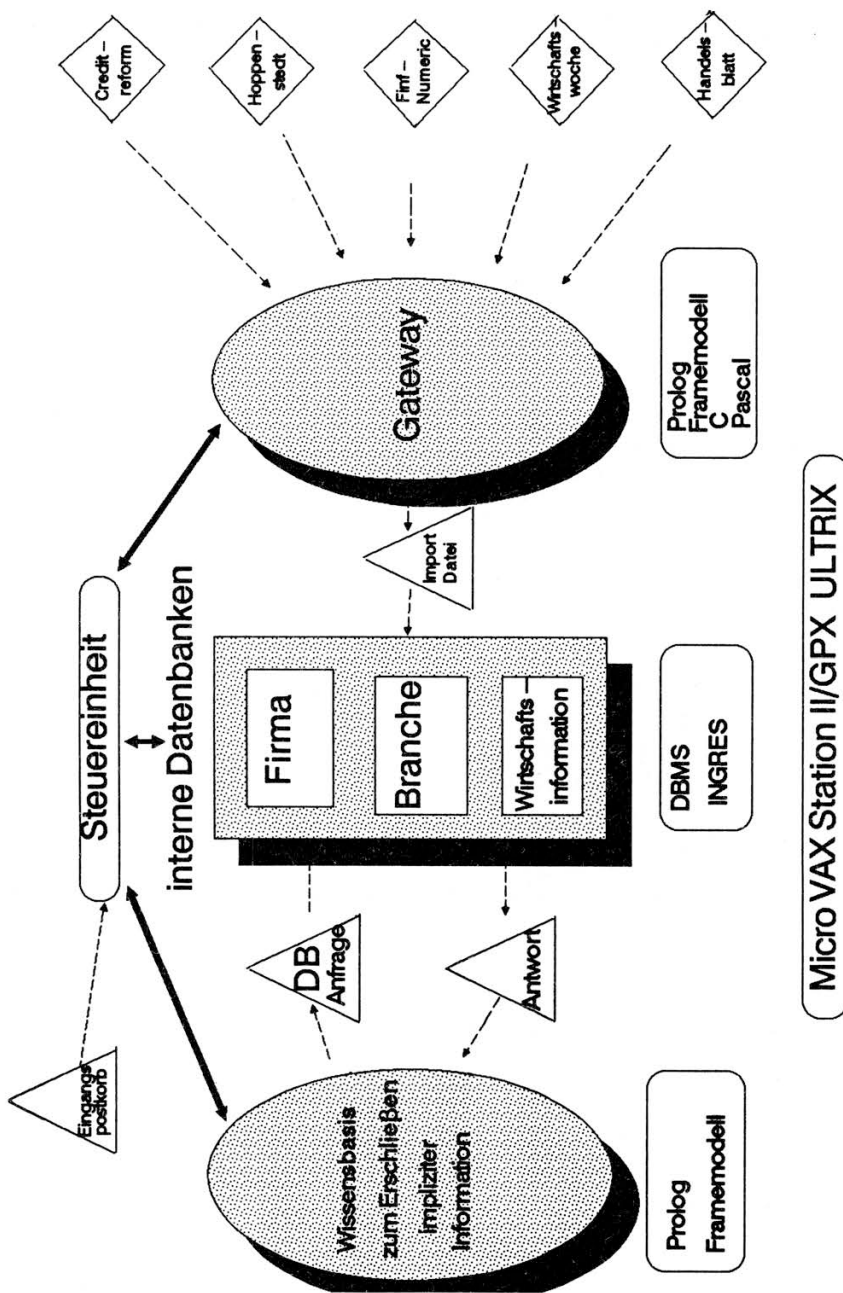 Eingangs
postkorb
Steuereinheit
interne Datenbanken
Wissensbasis
zum Erschließen
impliziter
Information
DB
Anfrage
Antwort
Firma
Branche
Wirtschafts–
information
Import
Datei
Gateway
Credit–
reform
Hoppen–
stedt
Finf–
Numeric
Wirtschafts–
woche
Handels–
blatt
Prolog
Framemodell
DBMS
INGRES
Prolog
Framemodell
C
Pascal
Micro VAX Station II/GPX ULTRIX